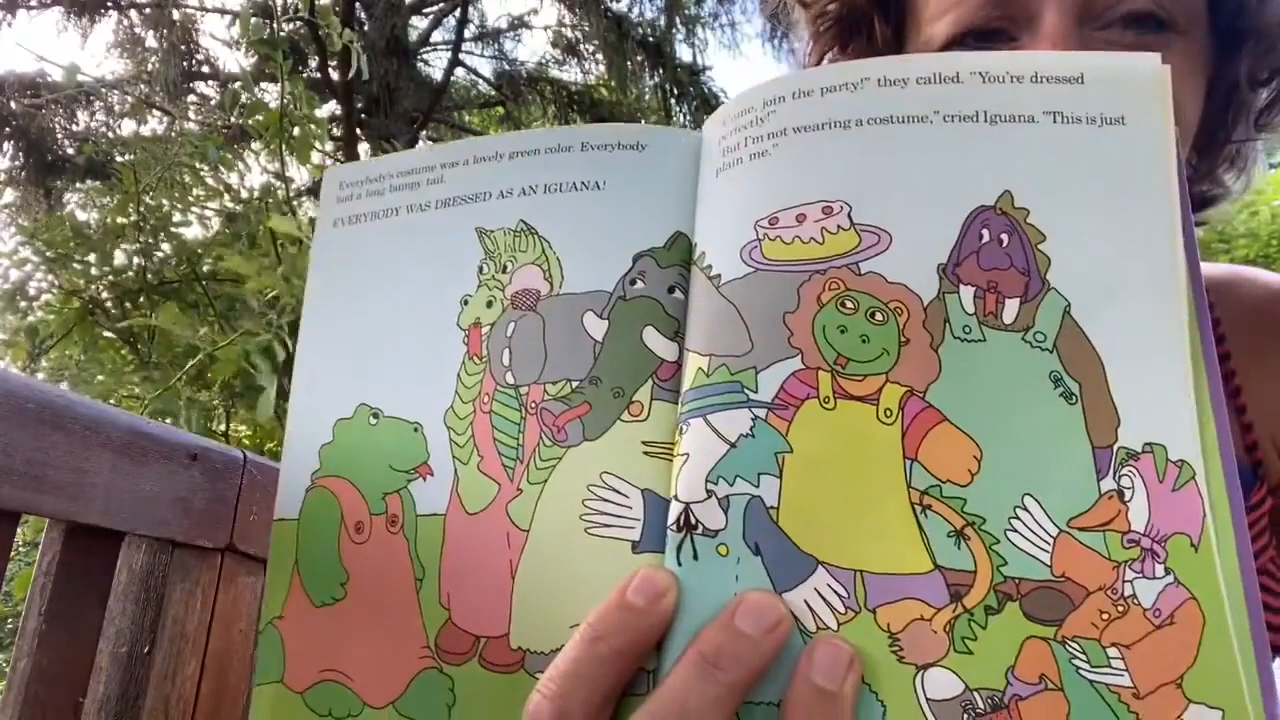 Everybody's costume was a lovely green color. Everybody
had a long bumpy tail.
EVERYBODY WAS DRESSED AS AN IGUANA!
"Come, join the party!" they called. "You're dressed
perfectly!"
"But I'm not wearing a costume," cried Iguana. "This is just
plain me."